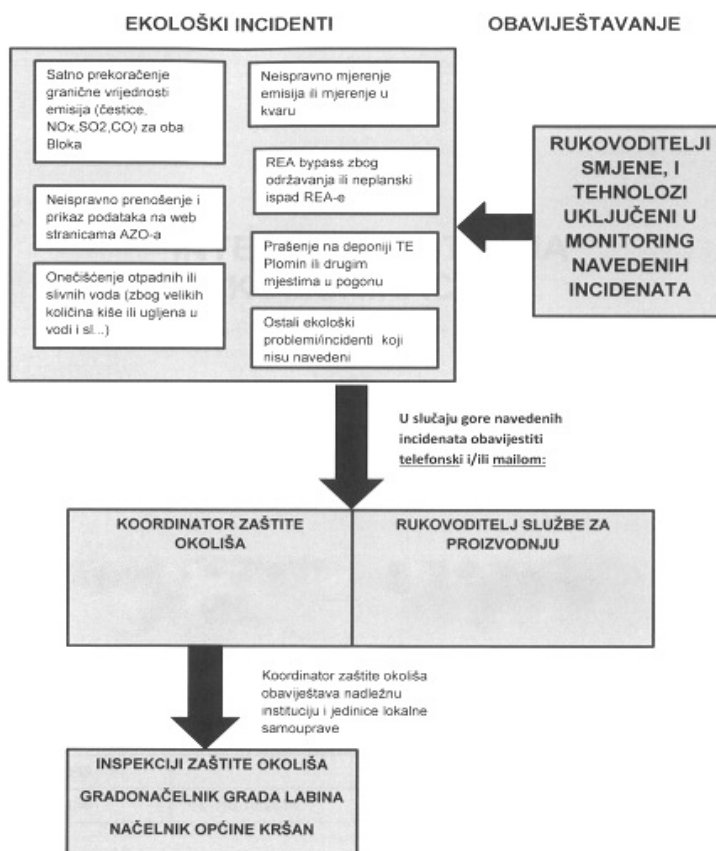 EKOLOŠKI INCIDENTI
OBAVIJEŠTAVANJE
Satno prekoračenje
granične vrijednosti
emisija (čestice,
NOx,SO2,CO) za oba
Bloka
Neispravno prenošenje i
prikaz podataka na web
stranicama AZO-a
Onečišćenje otpadnih ili
slivnih voda (zbog velikih
količina kiše ili ugljena u
vodi i sl...)
Neispravno mjerenje
emisija ili mjerenje u
kvaru
REA bypass zbog
održavanja ili neplanski
ispad REA-e
Prašenje na deponiji TE
Plomin ili drugim
mjestima u pogonu
Ostali ekološki
problemi/incidenti koji
nisu navedeni
RUKOVODITELJI
SMJENE, I
TEHNOLOZI
UKLJUČENI U
MONITORING
NAVEDENIH
INCIDENATA
U slučaju gore navedenih
incidenata obavijestiti
telefonski i/ili mailom:
KOORDINATOR ZAŠTITE
OKOLIŠA
RUKOVODITELJ SLUŽBE ZA
PROIZVODNJU
Koordinator zaštite okoliša
obaviještava nadležnu
instituciju i jedinice lokalne
samouprave
INSPEKCIJI ZAŠTITE OKOLIŠA
GRADONAČELNIK GRADA LABINA
NAČELNIK OPĆINE KRŠAN